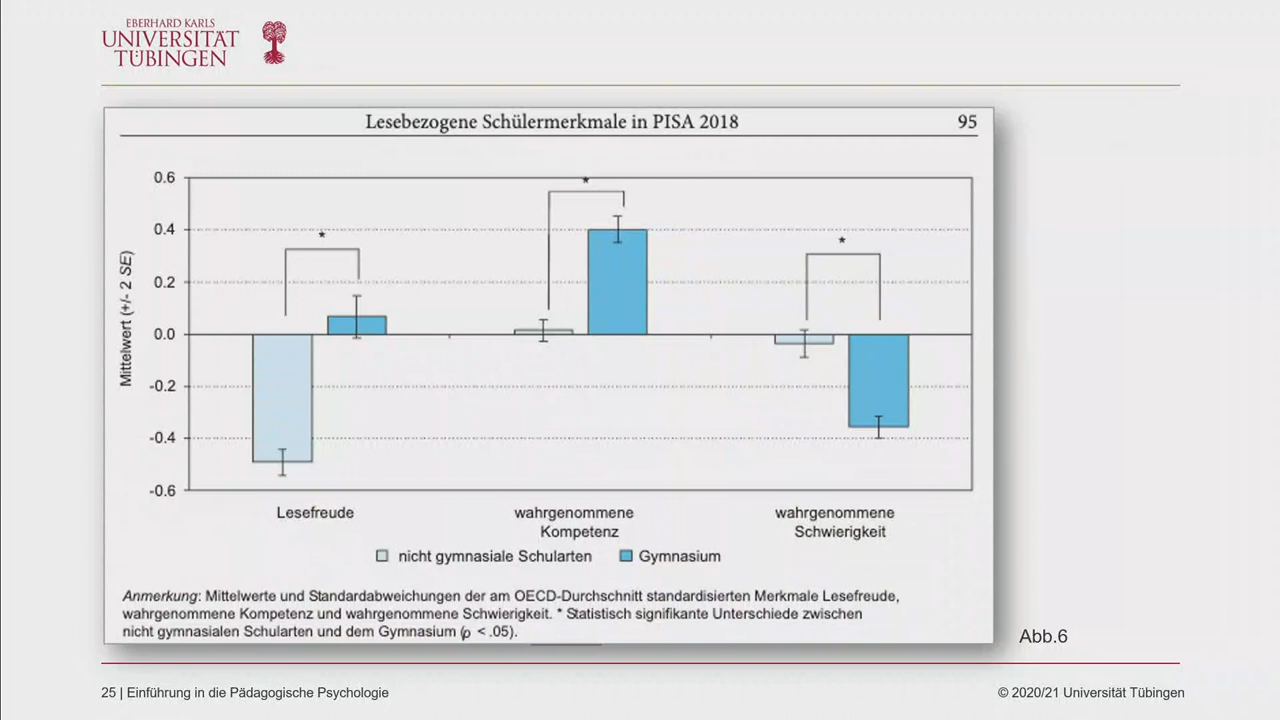 EBERHARD KARLS
UNIVERSITÄT
TÜBINGEN
Lesebezogene Schülermerkmale in PISA 2018 95
Mittelwert (+/- 2 SE)
0.6
0.4
0.2
0.0
-0.2
-0.4
-0.6
*
*
*
Lesefreude
wahrgenommene
Kompetenz
wahrgenommene
Schwierigkeit
nicht gymnasiale Schularten Gymnasium
Anmerkung: Mittelwerte und Standardabweichungen der am OECD-Durchschnitt standardisierten Merkmale Lesefreude,
wahrgenommene Kompetenz und wahrgenommene Schwierigkeit. * Statistisch signifikante Unterschiede zwischen
nicht gymnasialen Schularten und dem Gymnasium (p < .05).
Abb.6
25 | Einführung in die Pädagogische Psychologie
© 2020/21 Universität Tübingen